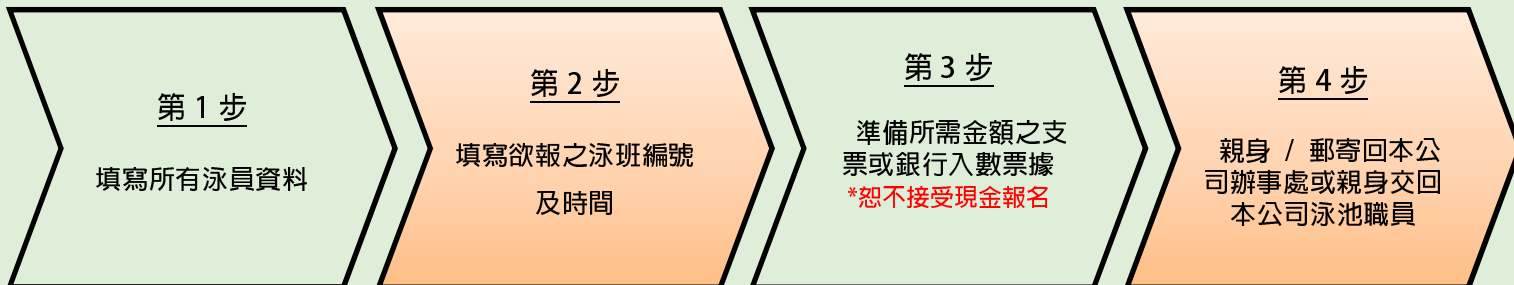 第 1 步
填寫所有泳員資料
第 2 步
填寫欲報之泳班編號
及時間
第 3 步
準備所需金額之支
票或銀行入數票據
*恕不接受現金報名
第 4 步
親身 / 郵寄回本公
司辦事處或親身交回
本公司泳池職員